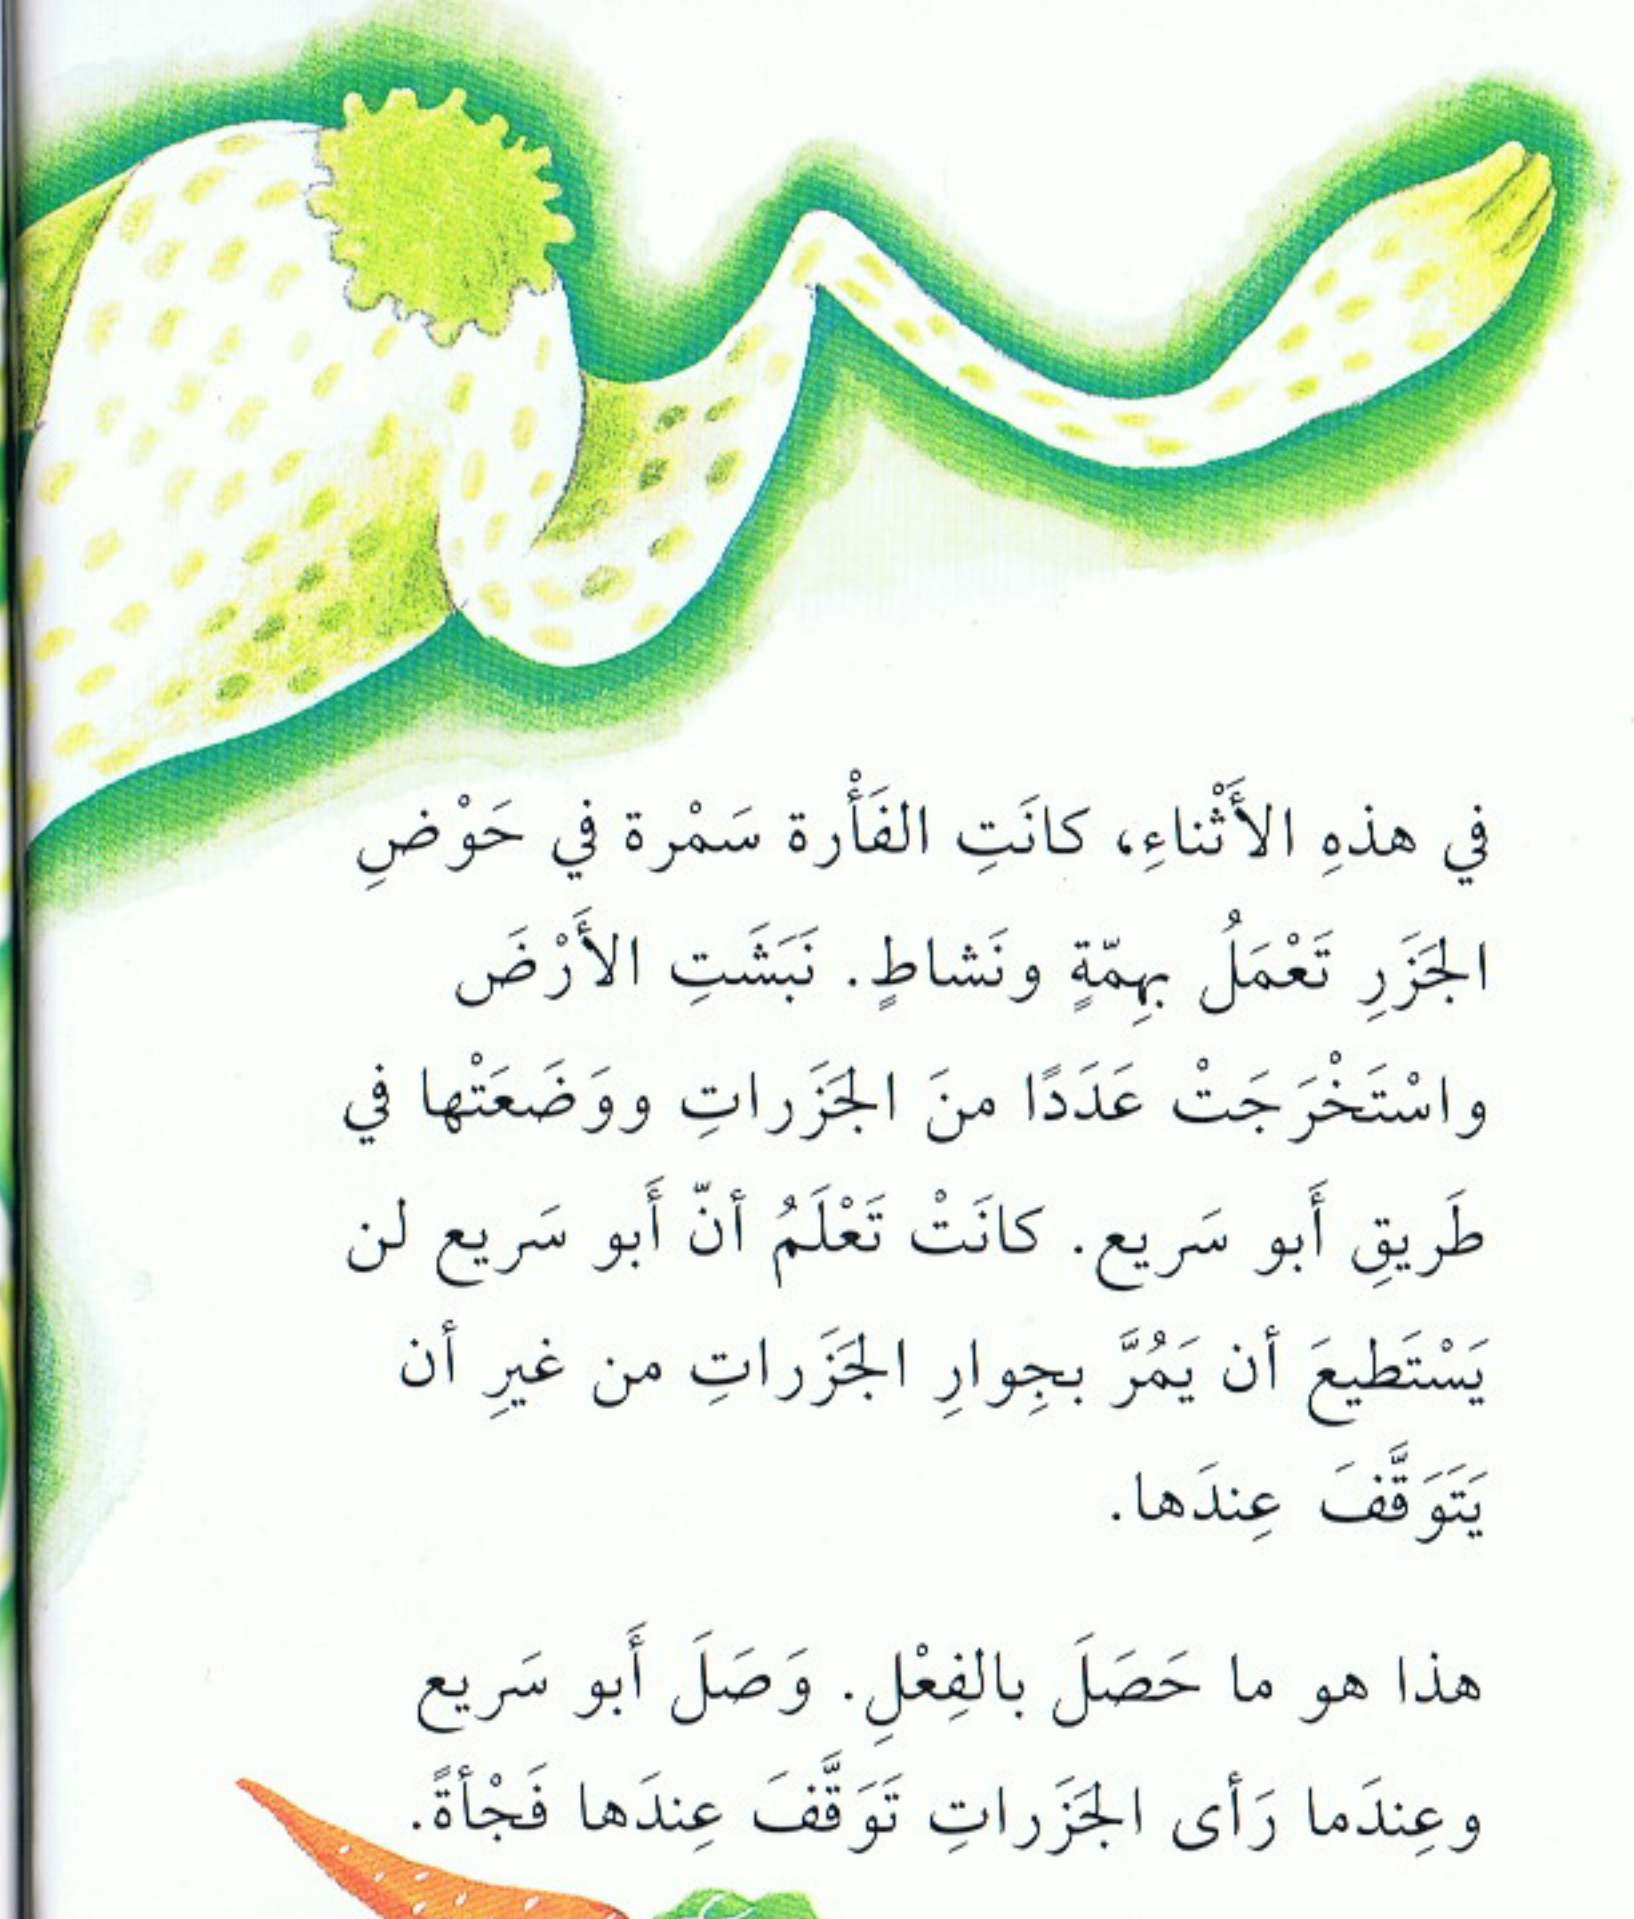 في هذهِ الأَثْناءِ، كانَتِ الفَأْرة سَمْرة في حَوْضِ
الجَزَرِ تَعْمَلُ بِهِمّةٍ ونَشاطٍ. نَبَشَتِ الأَرْضَ
واسْتَخْرَجَتْ عَدَدًا منَ الجَزَراتِ ووَضَعَتْها في
طَريقِ أَبو سَريع. كانَتْ تَعْلَمُ أنّ أَبو سَريع لن
يَسْتَطيعَ أن يَمُرَّ بجِوارِ الجَزَراتِ من غيرِ أن
يَتَوَقَّفَ عِندَها.
هذا هو ما حَصَلَ بالفِعْلِ. وَصَلَ أَبو سَريع
وعِندَما رَأى الجَزَراتِ تَوَقَّفَ عِندَها فَجْأةً.